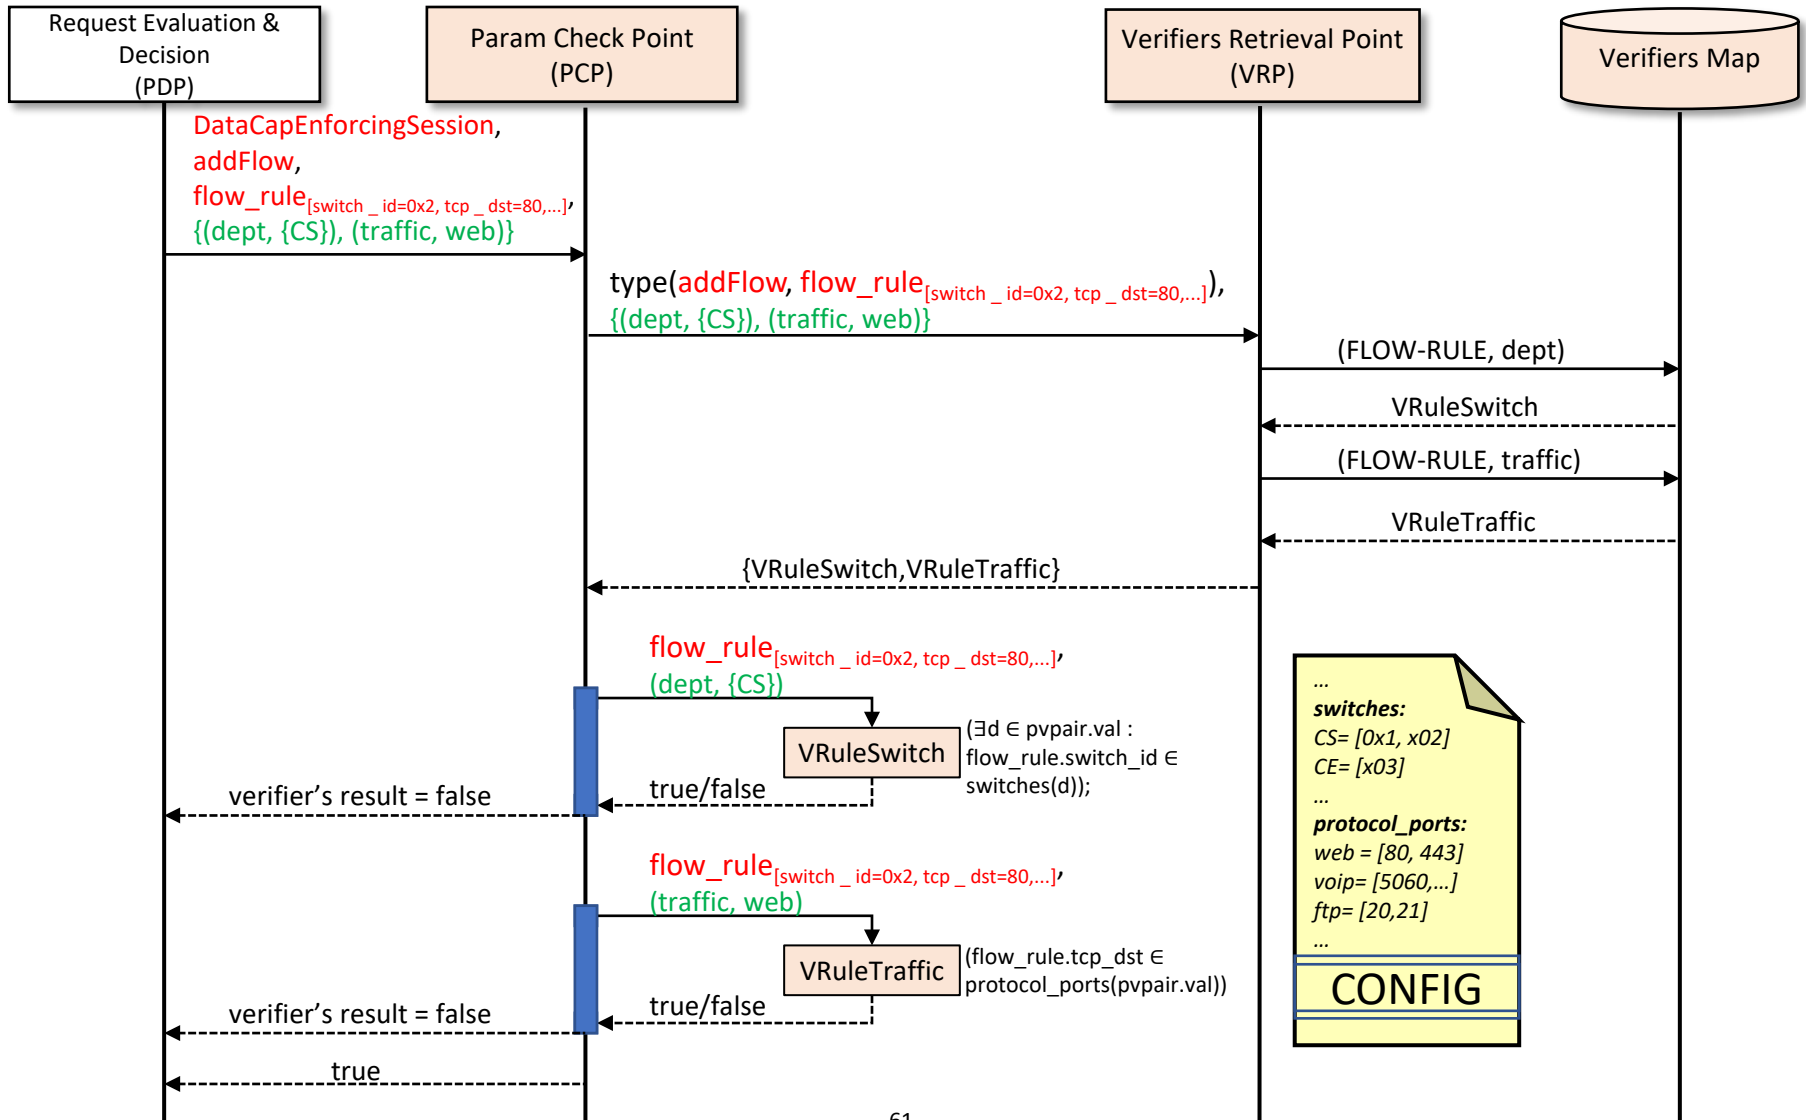 Request Evaluation &
Decision
(PDP)
Param Check Point
(PCP)
Verifiers Retrieval Point
(VRP)
Verifiers Map
DataCapEnforcingSession,
addFlow,
flow_rule[switch _ id=0x2, tcp _ dst=80,...],
{(dept, {CS}), (traffic, web)}
type(addFlow, flow_rule[switch _ id=0x2, tcp _ dst=80,...]),
{(dept, {CS}), (traffic, web)}
(FLOW-RULE, dept)
VRuleSwitch
(FLOW-RULE, traffic)
VRuleTraffic
{VRuleSwitch,VRuleTraffic}
flow_rule[switch _ id=0x2, tcp _ dst=80,...],
(dept, {CS})
VRuleSwitch
(∃d ∈ pvpair.val :
flow_rule.switch_id ∈
switches(d));
true/false
verifier's result = false
flow_rule[switch _ id=0x2, tcp _ dst=80,...],
(traffic, web)
VRuleTraffic
(flow_rule.tcp_dst ∈
protocol_ports(pvpair.val))
true/false
verifier's result = false
true
...
switches:
CS= [0x1, x02]
CE= [x03]
...
protocol_ports:
web = [80, 443]
voip= [5060,...]
ftp= [20,21]
...
CONFIG
61